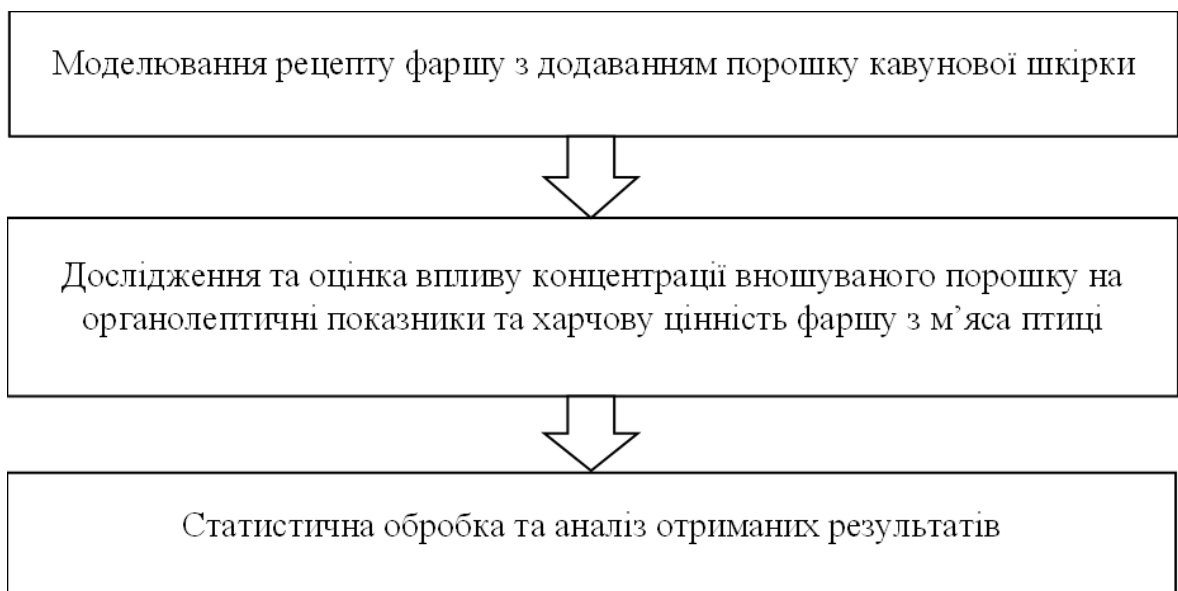 Моделювання рецепту фаршу з додаванням порошку кавунової шкірки
Дослідження та оцінка впливу концентрації вношуваного порошку на
органолептичні показники та харчову цінність фаршу з м’яса птиці
Статистична обробка та аналіз отриманих результатів